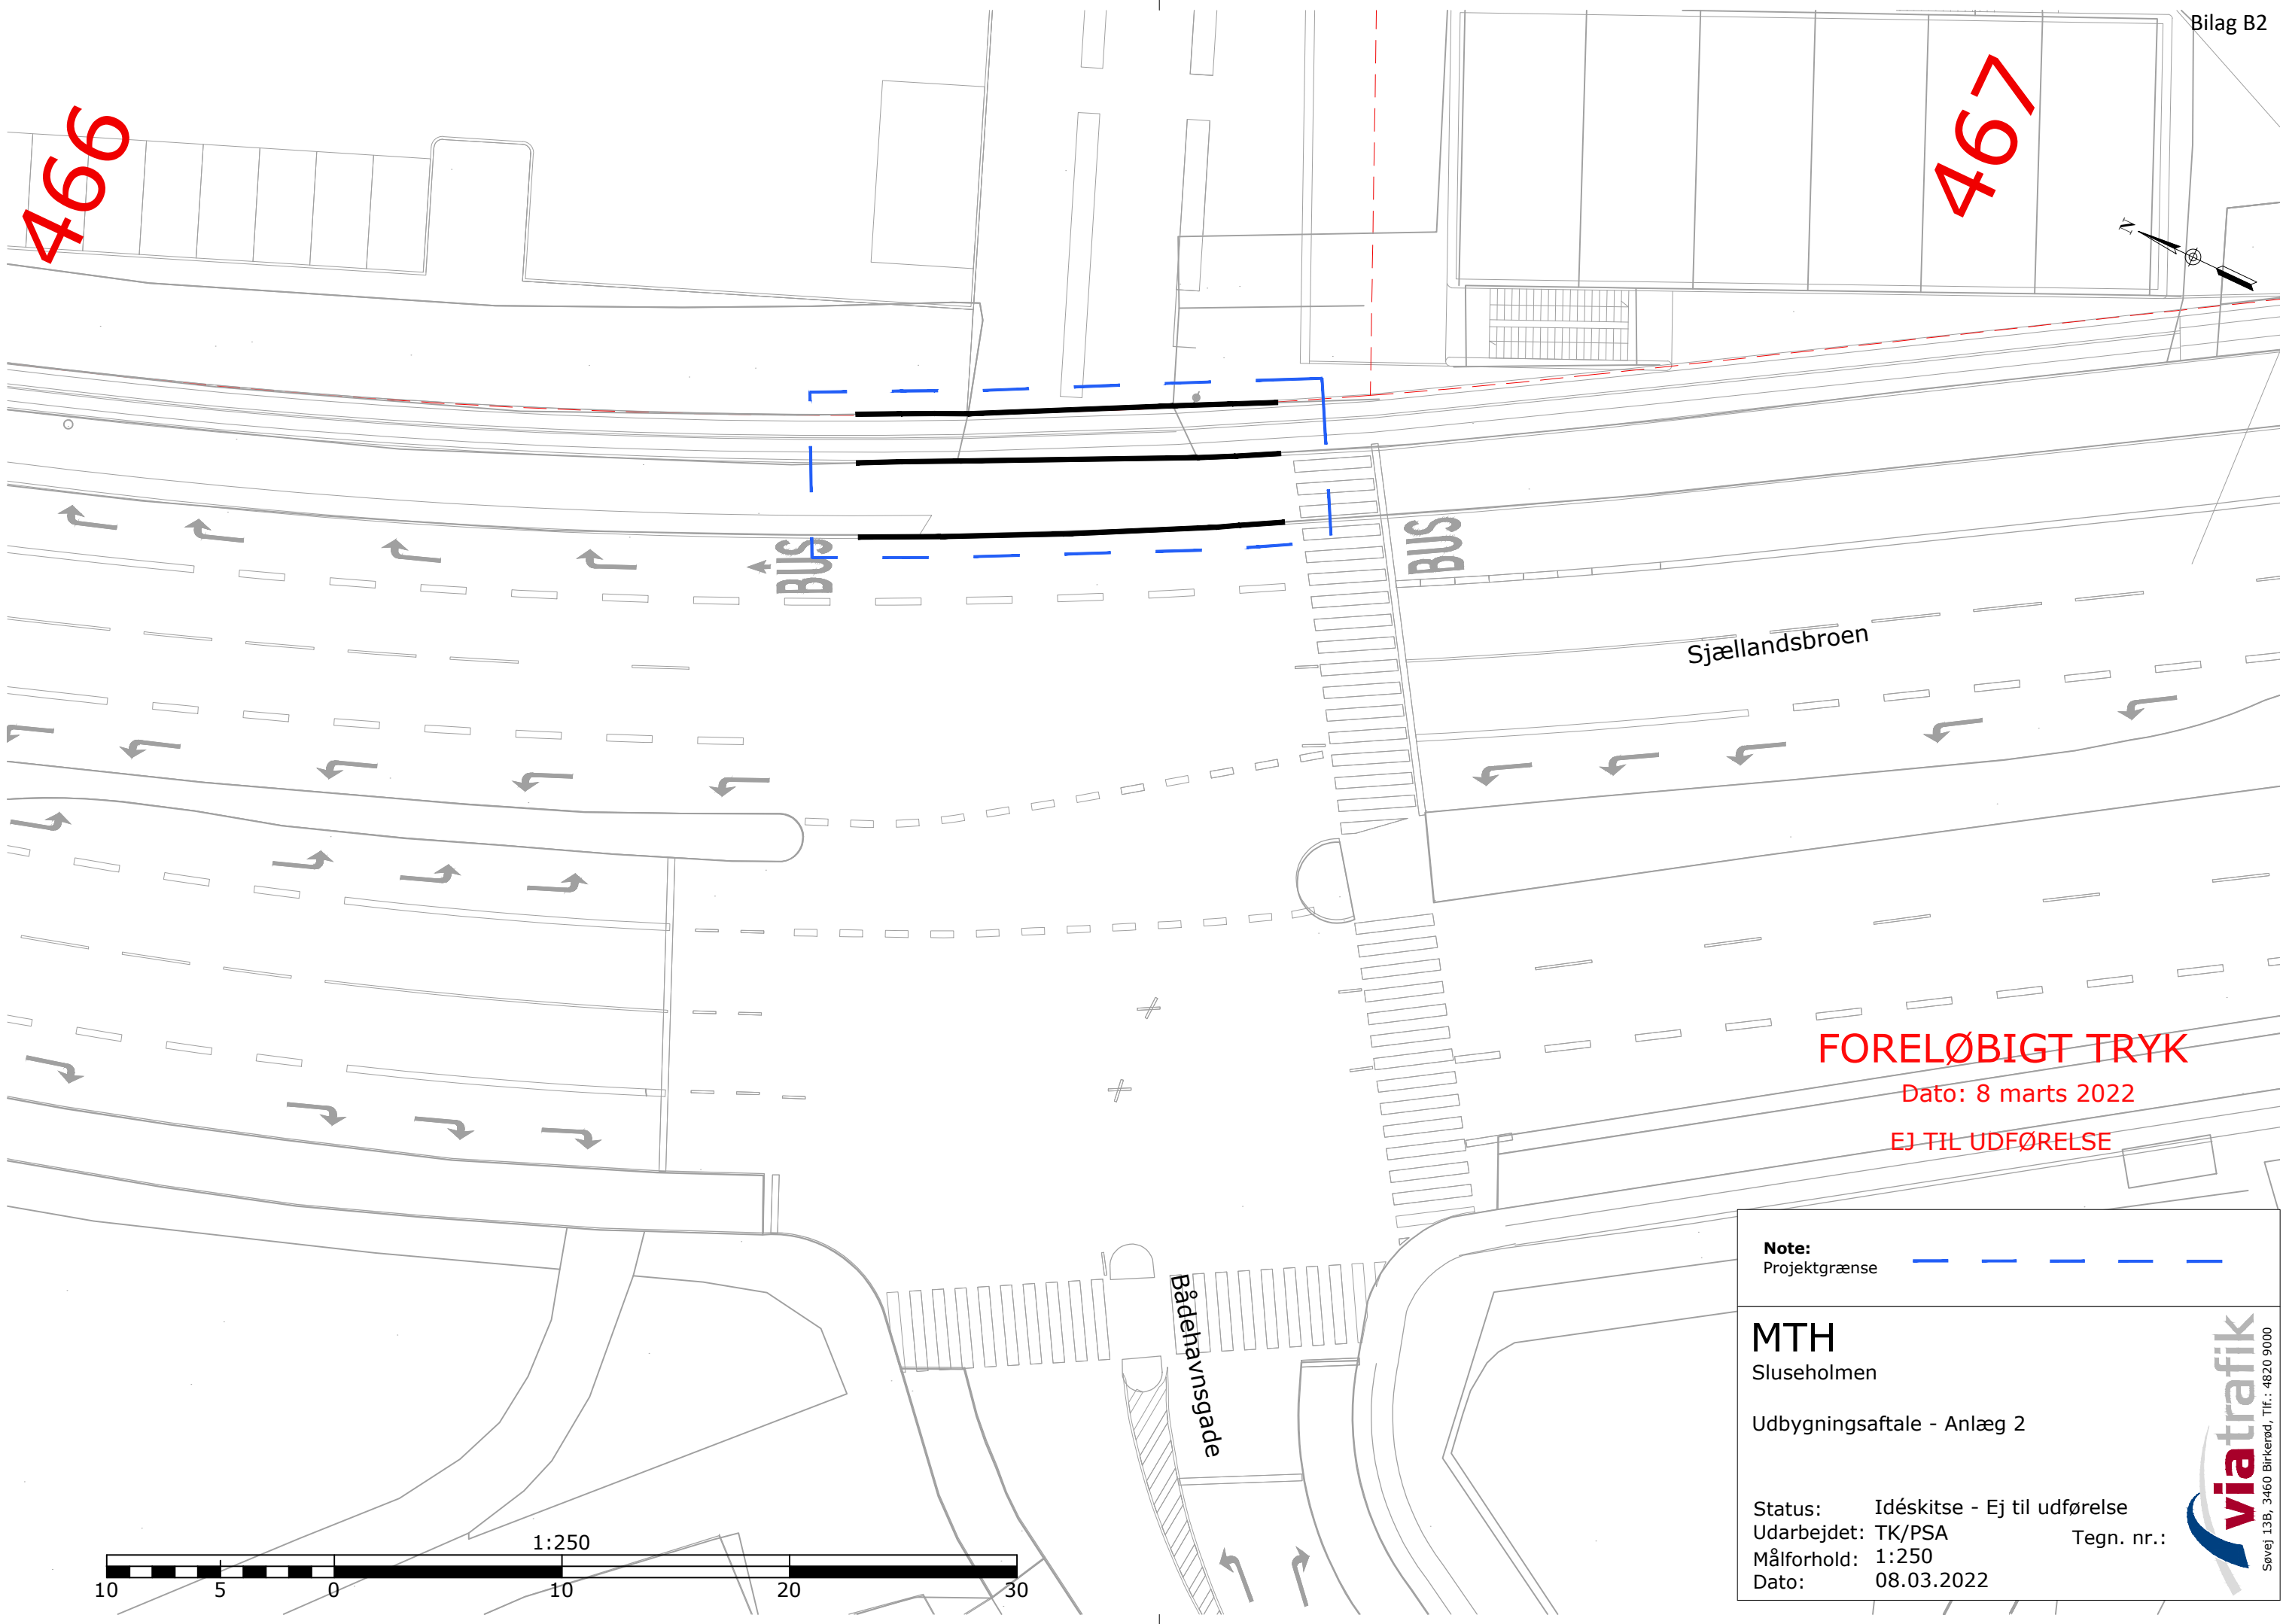 Bilag B2
466
467
N
BUS
BUS
Sjællandsbroen
FORELØBIGT TRYK
Dato: 8 marts 2022
EJ TIL UDFØRELSE
Bådehavnsgade
Note:
Projektgrænse
MTH
Sluseholmen
Udbygningsaftale - Anlæg 2
Status: Idéskitse - Ej til udførelse
Udarbejdet: TK/PSA Tegn. nr.:
Målforhold: 1:250
Dato: 08.03.2022
viatrafik
Søvej 13B, 3460 Birkerød, Tlf.: 4820 9000
1:250
10 5 0 10 20 30